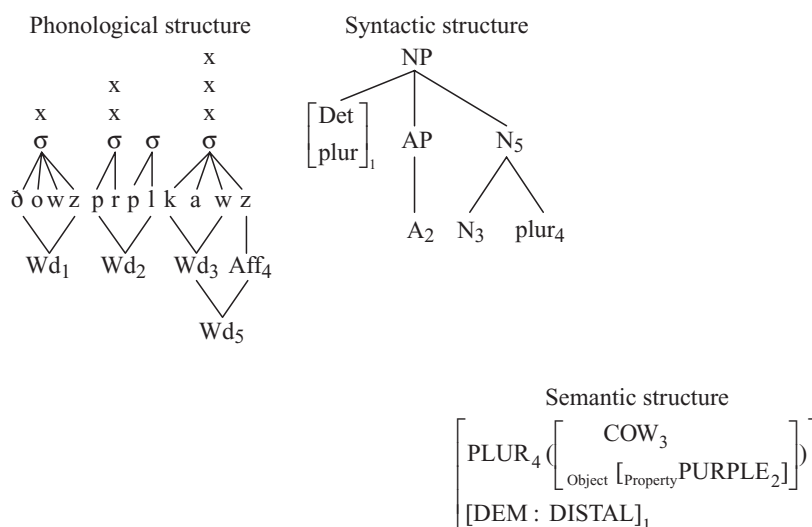 Phonological structure Syntactic structure
x NP
x x
x x x
σ σ σ σ
[Det plur]₁ AP N₅
ð o w z p r p l k a w z
A₂ N₃ plur₄
Wd₁ Wd₂ Wd₃ Aff₄
Wd₅
Semantic structure
[PLUR₄ ([COW₃
Object [Property PURPLE₂]])
[DEM : DISTAL]₁